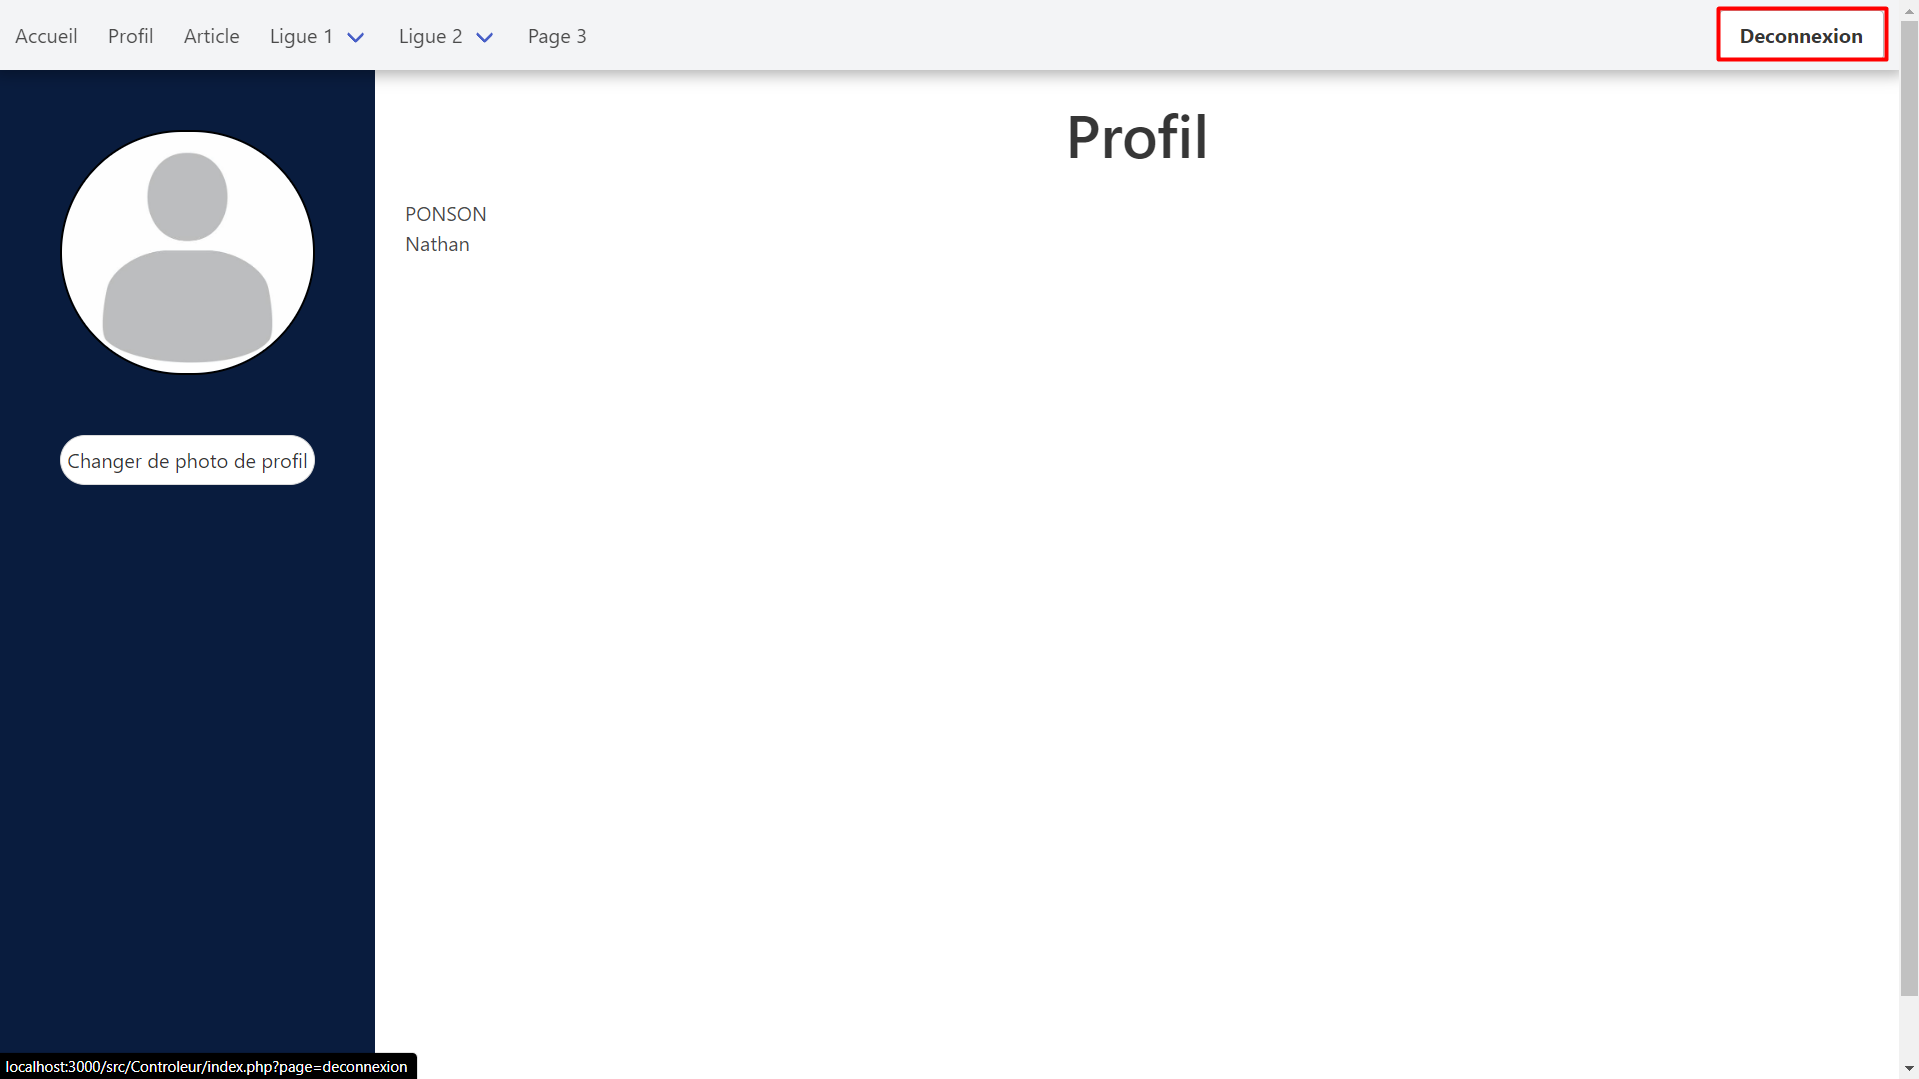 Accueil Profil Article Ligue 1 Ligue 2 Page 3 Deconnexion
Profil
PONSON
Nathan
Changer de photo de profil
localhost:3000/src/Controleur/index.php?page=deconnexion